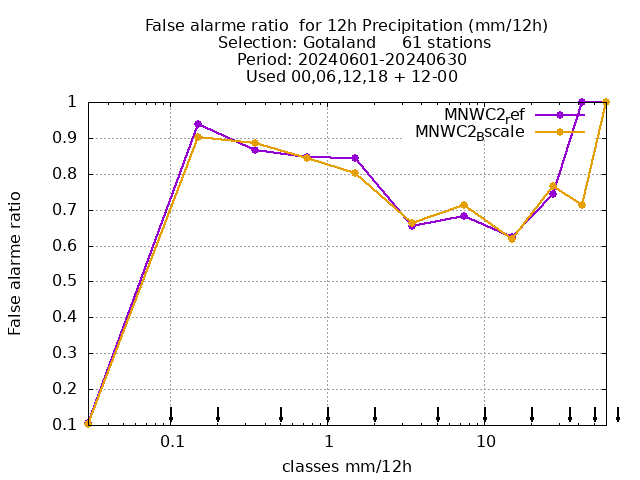 False alarme ratio  for 12h Precipitation (mm/12h)
Selection: Gotaland     61 stations
Period: 20240601-20240630
Used 00,06,12,18 + 12-00
MNWC2ref
MNWC2Bscale
1
0.9
0.8
0.7
0.6
0.5
0.4
0.3
0.2
0.1
False alarme ratio
0.1 1 10
classes mm/12h